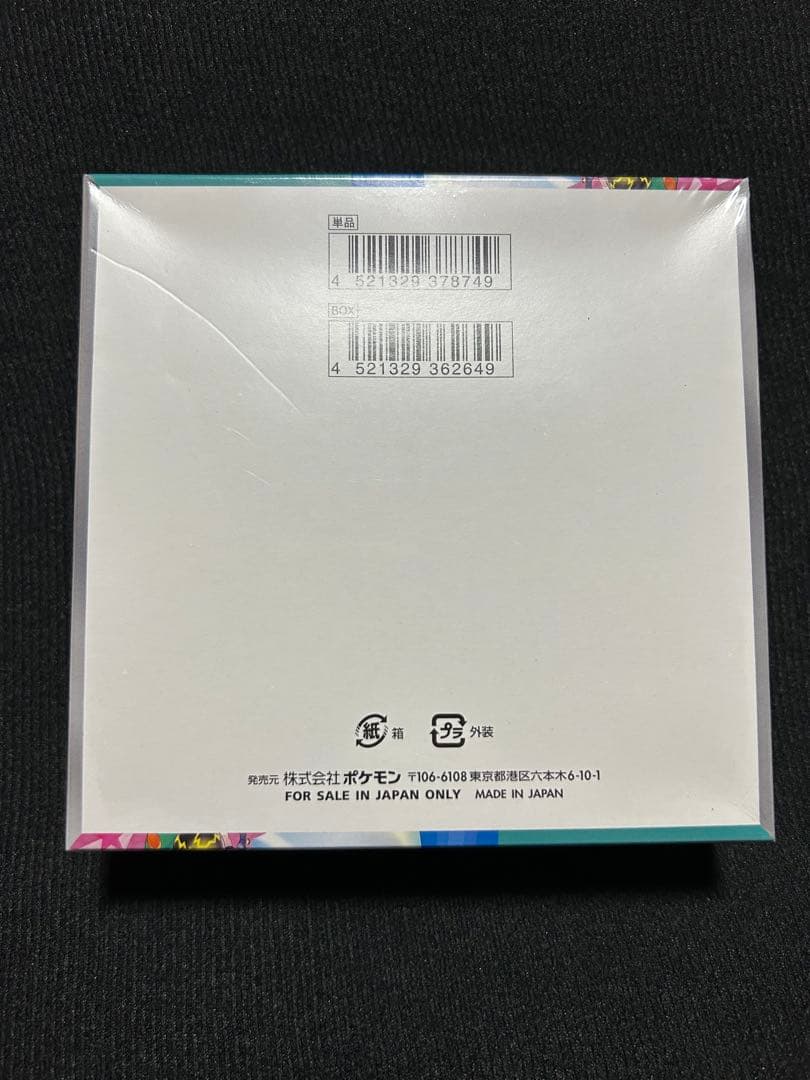 単品
4 521329 378749
BOX
4 521329 362649
紙 箱 プラ 外装
発売元 株式会社 ポケモン 〒106-6108 東京都港区六本木6-10-1
FOR SALE IN JAPAN ONLY MADE IN JAPAN